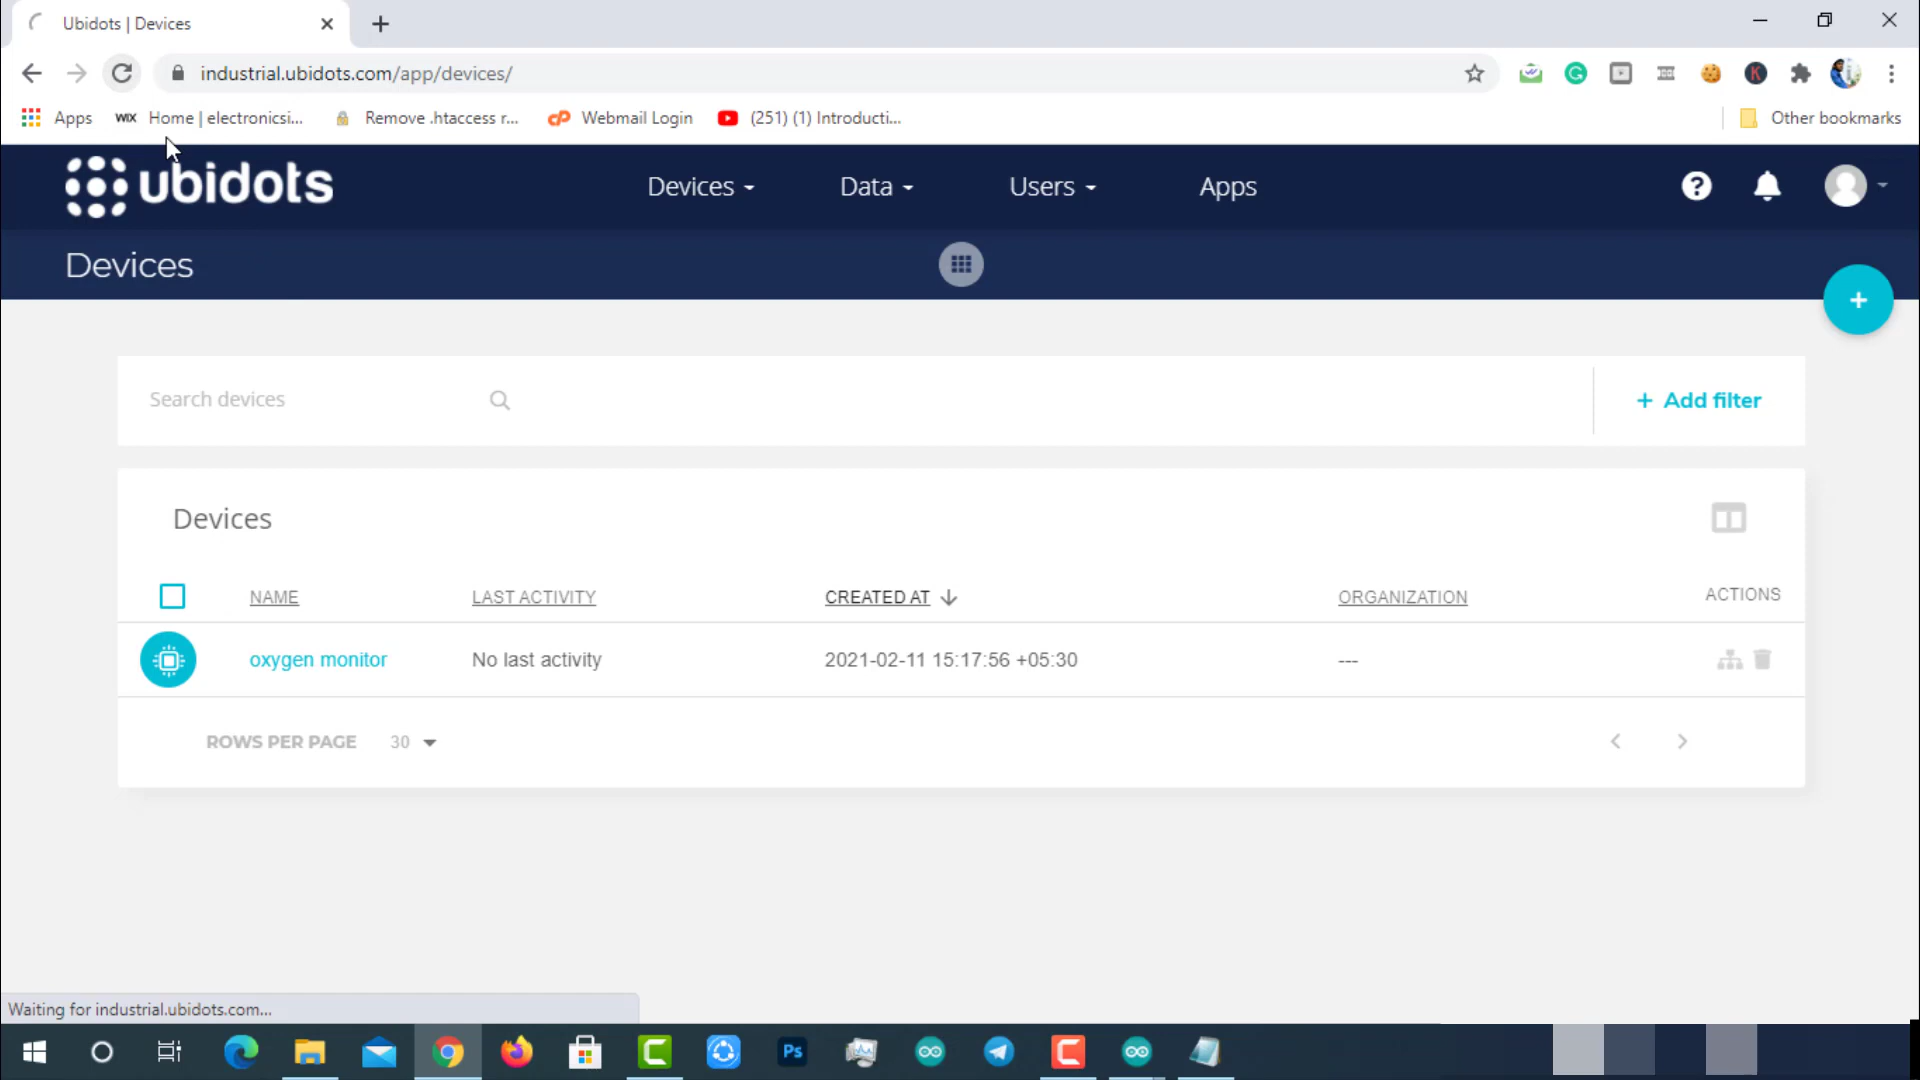 Ubidots | Devices
industrial.ubidots.com/app/devices/
Apps WIX Home | electronicsi... Remove .htaccess r... cP Webmail Login (251) (1) Introducti... Other bookmarks
ubidots Devices Data Users Apps ?
Devices
+
Search devices + Add filter
Devices
NAME LAST ACTIVITY CREATED AT ORGANIZATION ACTIONS
oxygen monitor No last activity 2021-02-11 15:17:56 +05:30 ---
ROWS PER PAGE 30
Waiting for industrial.ubidots.com...
Ps